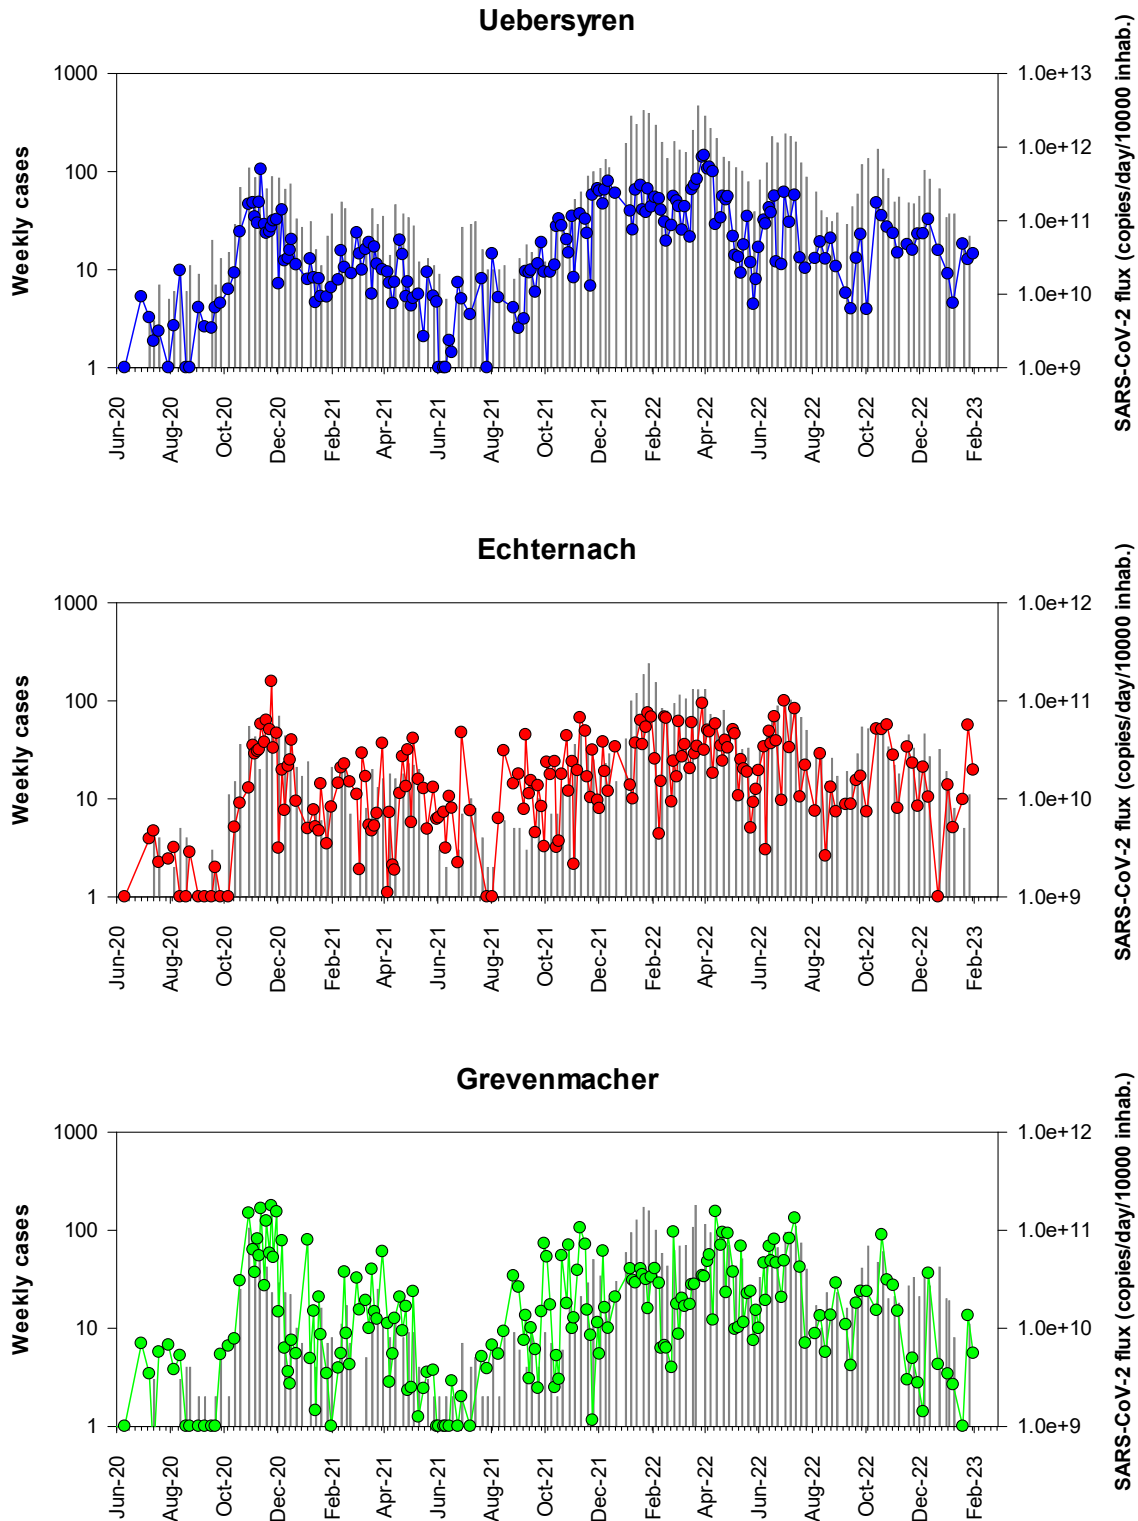 Uebersyren
Weekly cases
1000
100
10
1
1.0e+13
1.0e+12
1.0e+11
1.0e+10
1.0e+9
SARS-CoV-2 flux (copies/day/10000 inhab.)
Jun-20
Aug-20
Oct-20
Dec-20
Feb-21
Apr-21
Jun-21
Aug-21
Oct-21
Dec-21
Feb-22
Apr-22
Jun-22
Aug-22
Oct-22
Dec-22
Feb-23
Echternach
Weekly cases
1000
100
10
1
1.0e+12
1.0e+11
1.0e+10
1.0e+9
SARS-CoV-2 flux (copies/day/10000 inhab.)
Jun-20
Aug-20
Oct-20
Dec-20
Feb-21
Apr-21
Jun-21
Aug-21
Oct-21
Dec-21
Feb-22
Apr-22
Jun-22
Aug-22
Oct-22
Dec-22
Feb-23
Grevenmacher
Weekly cases
1000
100
10
1
1.0e+12
1.0e+11
1.0e+10
1.0e+9
SARS-CoV-2 flux (copies/day/10000 inhab.)
Jun-20
Aug-20
Oct-20
Dec-20
Feb-21
Apr-21
Jun-21
Aug-21
Oct-21
Dec-21
Feb-22
Apr-22
Jun-22
Aug-22
Oct-22
Dec-22
Feb-23